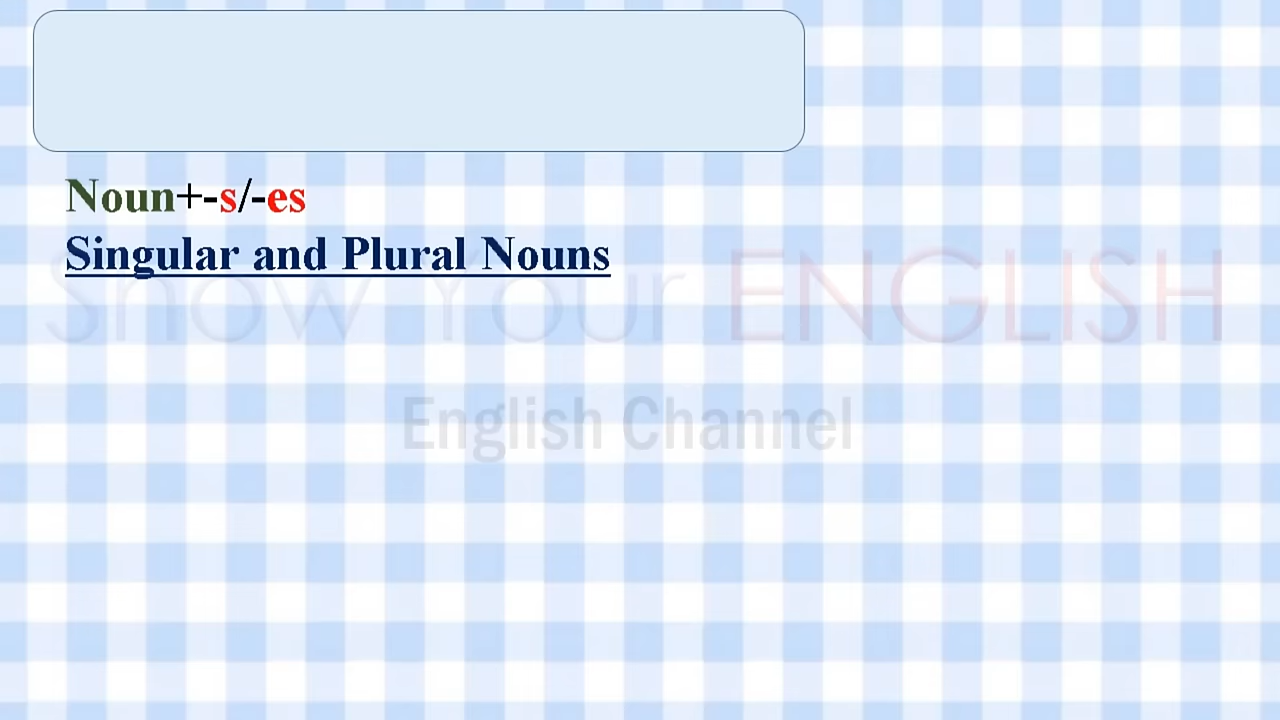 Noun+-s/-es
Singular and Plural Nouns
Show Your ENGLISH
English Channel